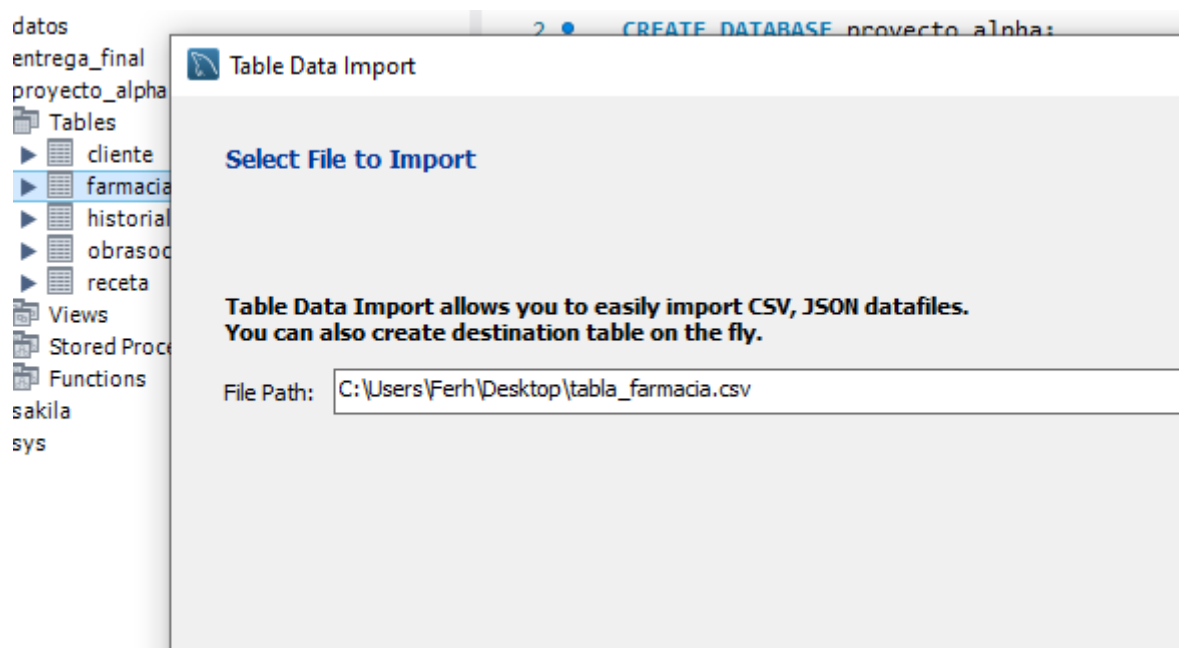 datos
entrega_final
proyecto_alpha
Tables
cliente
farmacia
historial
obrasoc
receta
Views
Stored Proce
Functions
sakila
sys
2 CREATE DATABASE proyecto_alpha;
Table Data Import
Select File to Import
Table Data Import allows you to easily import CSV, JSON datafiles.
You can also create destination table on the fly.
File Path: C:\Users\Ferh\Desktop\tabla_farmacia.csv